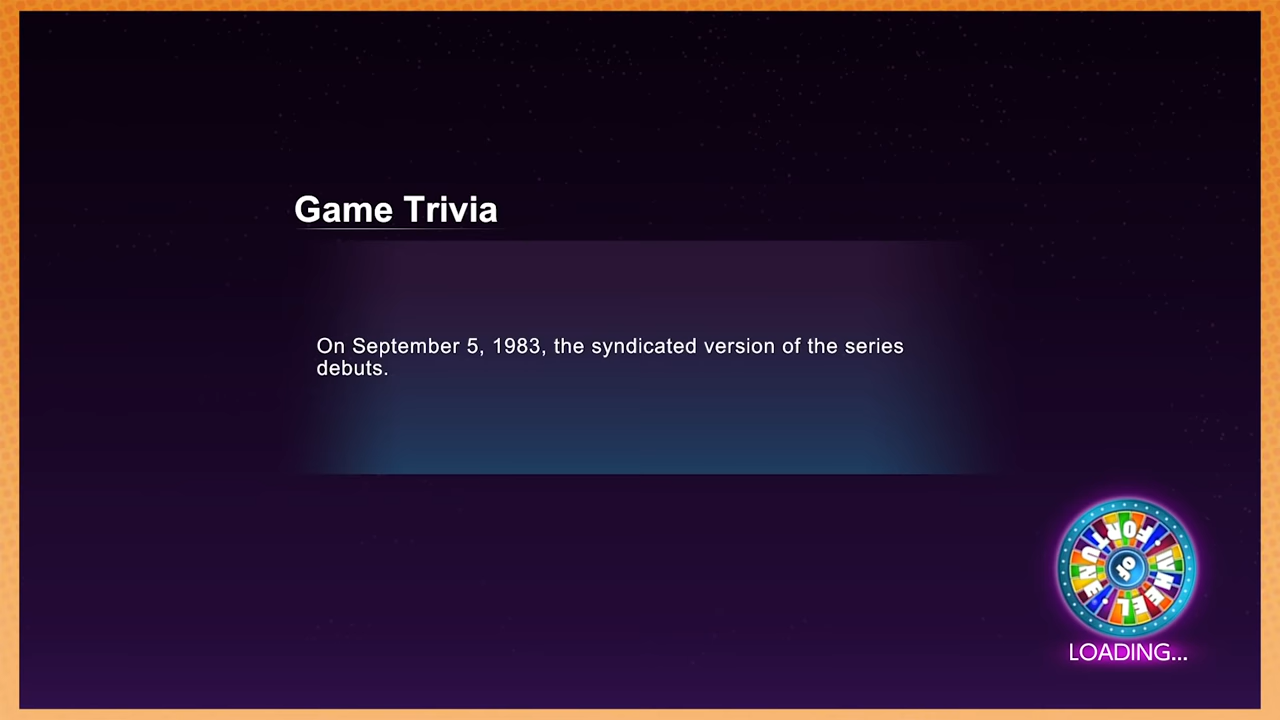 Game Trivia
On September 5, 1983, the syndicated version of the series
debuts.
WHEEL
OF
FORTUNE
LOADING...